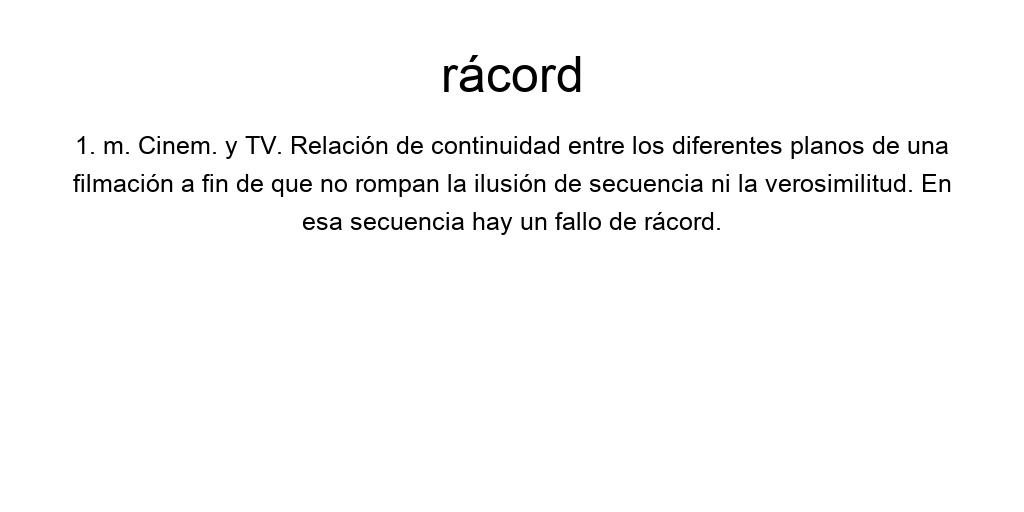 rácord
1. m. Cinem. y TV. Relación de continuidad entre los diferentes planos de una
filmación a fin de que no rompan la ilusión de secuencia ni la verosimilitud. En
esa secuencia hay un fallo de rácord.